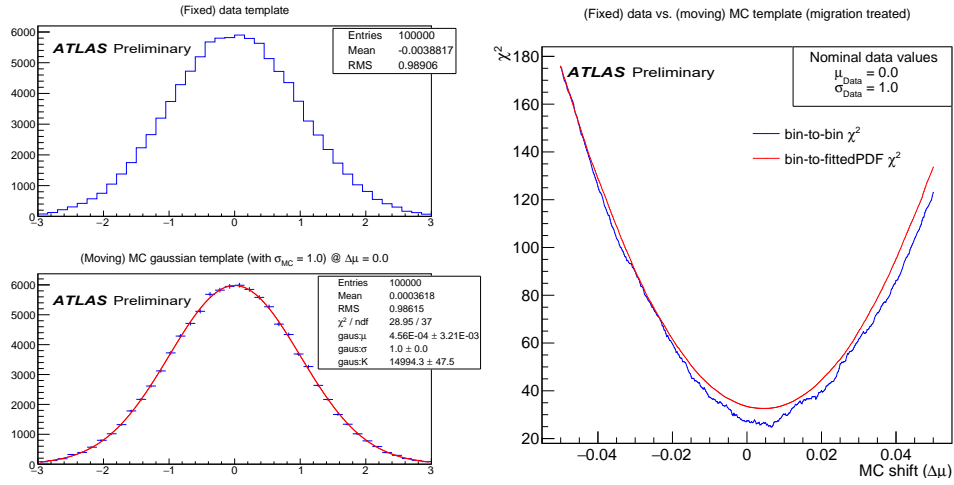 (Fixed) data template
ATLAS Preliminary
Entries 100000
Mean -0.0038817
RMS 0.98906
6000
5000
4000
3000
2000
1000
0
−3 −2 −1 0 1 2 3
(Moving) MC gaussian template (with σMC = 1.0) @ Δμ = 0.0
ATLAS Preliminary
Entries 100000
Mean 0.0003618
RMS 0.98615
χ² / ndf 28.95 / 37
gaus:μ 4.56E-04 ± 3.21E-03
gaus:σ 1.0 ± 0.0
gaus:K 14994.3 ± 47.5
6000
5000
4000
3000
2000
1000
0
−3 −2 −1 0 1 2 3
(Fixed) data vs. (moving) MC template (migration treated)
χ²
ATLAS Preliminary
Nominal data values
μData = 0.0
σData = 1.0
bin-to-bin χ²
bin-to-fittedPDF χ²
180
160
140
120
100
80
60
40
20
−0.04 −0.02 0 0.02 0.04
MC shift (Δμ)